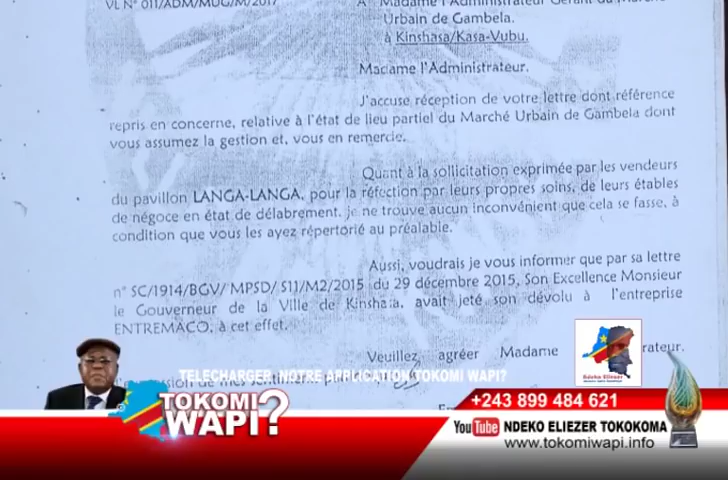 VL N° 011/ADM/MUG/M/2017
A Madame l'Administrateur Gérant du Marché
Urbain de Gambela.
à Kinshasa/Kasa-Vubu.
Madame l'Administrateur.
J'accuse réception de votre lettre dont référence
repris en concerne, relative à l'état de lieu partiel du Marché Urbain de Gambela dont
vous assumez la gestion et, vous en remercie.
Quant à la sollicitation exprimée par les vendeurs
du pavillon LANGA-LANGA, pour la réfection par leurs propres soins, de leurs étables
de négoce en état de délabrement, je ne trouve aucun inconvénient que cela se fasse, à
condition que vous les ayez répertorié au préalable.
Aussi, voudrais je vous informer que par sa lettre
n° SC/1914/BGV/ MPSD/ S11/M2/2015 du 29 décembre 2015, Son Excellence Monsieur
le Gouverneur de la Ville de Kinshasa, avait jeté son dévolu à l'entreprise
ENTREMACO, à cet effet.
Veuillez agréer Madame
TELECHARGER NOTRE APPLICATION TOKOMI WAPI?
Ndeko Eliezer
TOKOMI
WAPI?
+243 899 484 621
YouTube NDEKO ELIEZER TOKOKOMA
www.tokomiwapi.info